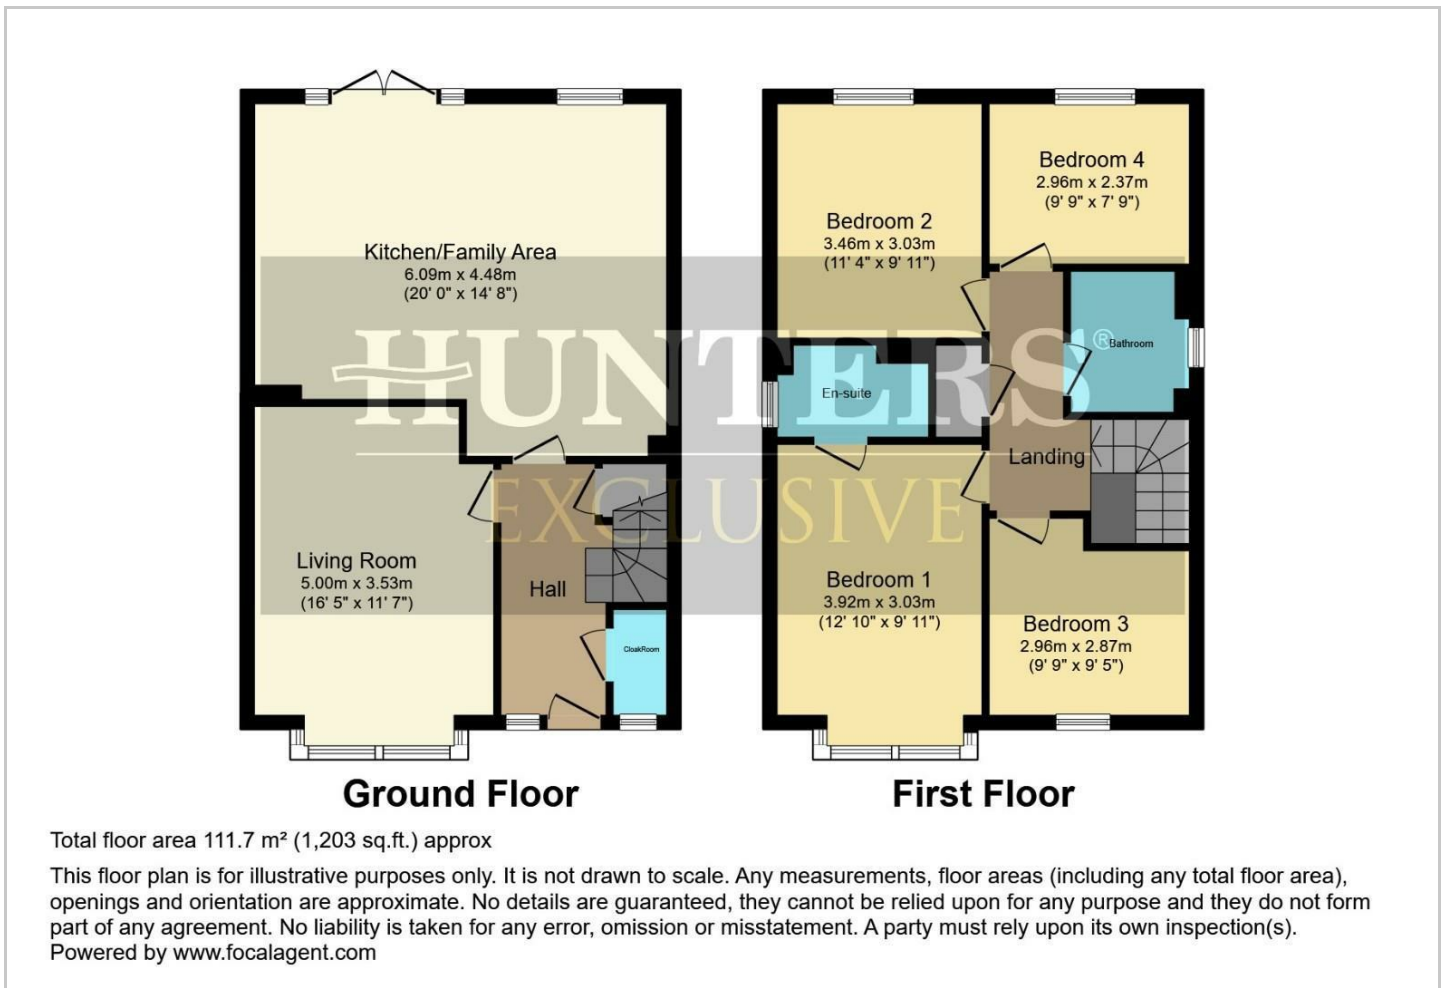 Kitchen/Family Area
6.09m x 4.48m
(20' 0" x 14' 8")
Living Room
5.00m x 3.53m
(16' 5" x 11' 7")
Hall
CloakRoom
Ground Floor
Bedroom 2
3.46m x 3.03m
(11' 4" x 9' 11")
Bedroom 4
2.96m x 2.37m
(9' 9" x 7' 9")
En-suite
Bathroom
Landing
Bedroom 1
3.92m x 3.03m
(12' 10" x 9' 11")
Bedroom 3
2.96m x 2.87m
(9' 9" x 9' 5")
First Floor
HUNTERS®
EXCLUSIVE
Total floor area 111.7 m² (1,203 sq.ft.) approx
This floor plan is for illustrative purposes only. It is not drawn to scale. Any measurements, floor areas (including any total floor area),
openings and orientation are approximate. No details are guaranteed, they cannot be relied upon for any purpose and they do not form
part of any agreement. No liability is taken for any error, omission or misstatement. A party must rely upon its own inspection(s).
Powered by www.focalagent.com